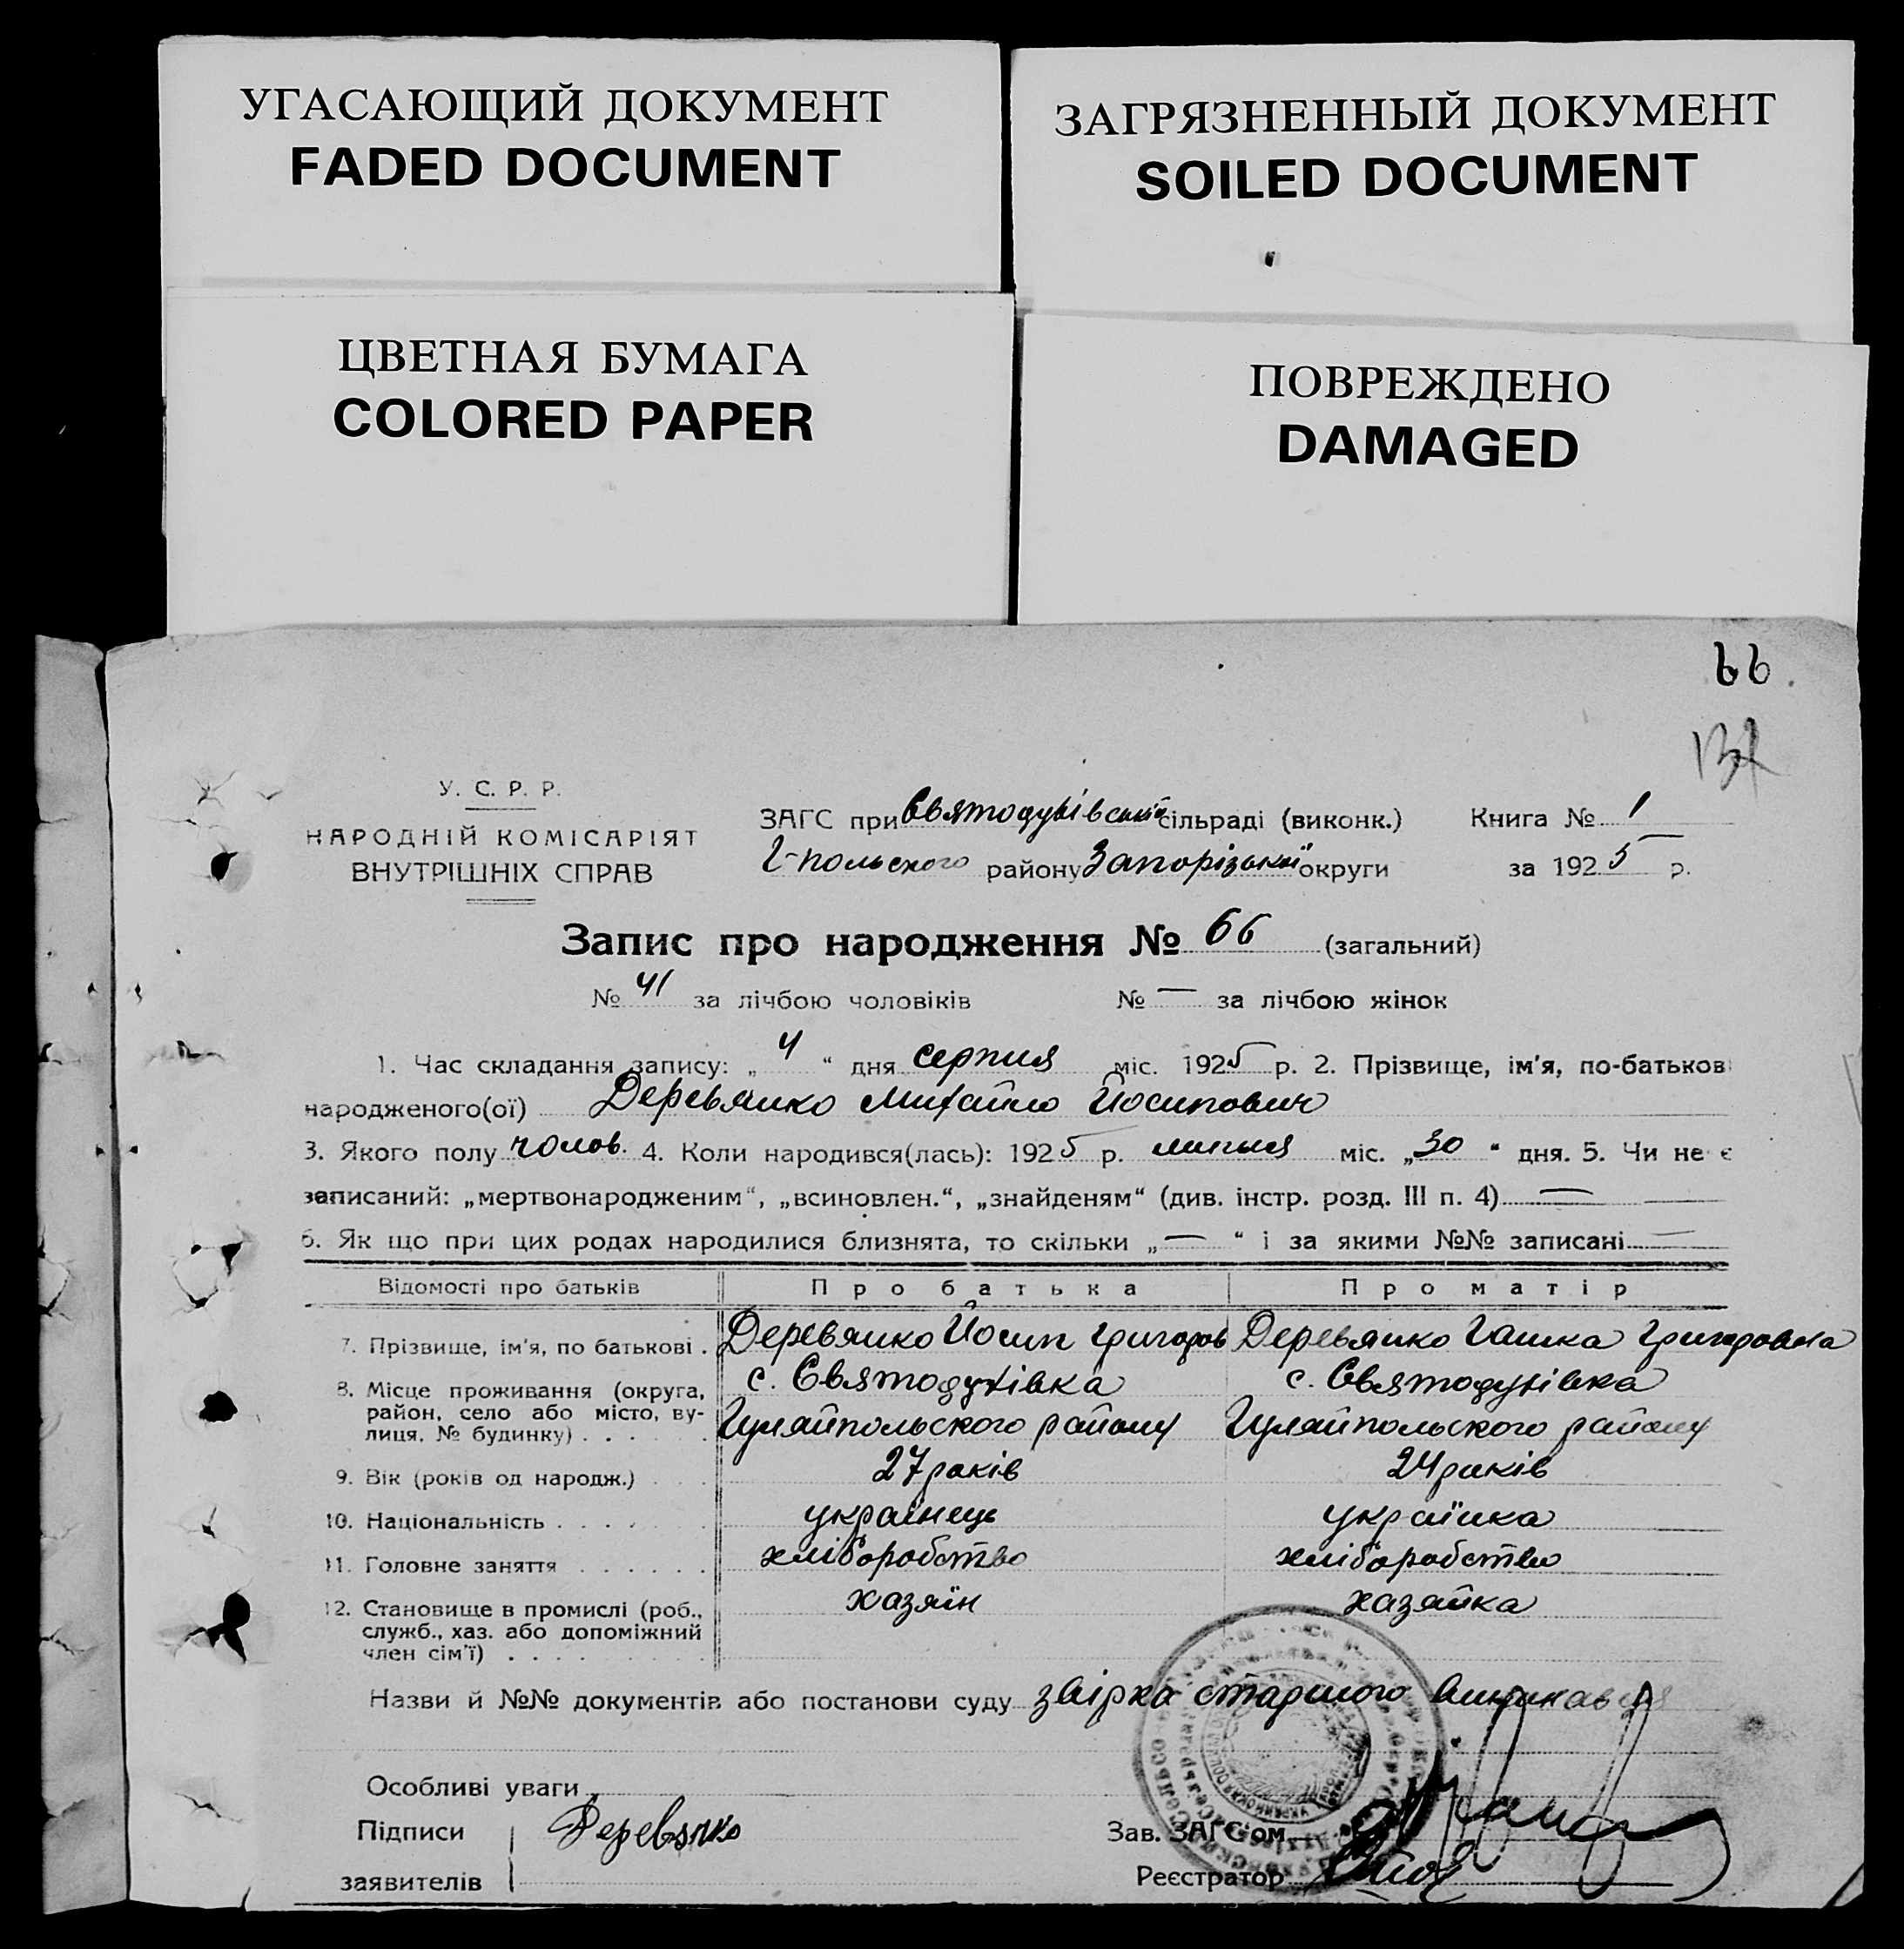 УГАСАЮЩИЙ ДОКУМЕНТ
FADED DOCUMENT
ЗАГРЯЗНЕННЫЙ ДОКУМЕНТ
SOILED DOCUMENT
ЦВЕТНАЯ БУМАГА
COLORED PAPER
ПОВРЕЖДЕНО
DAMAGED
66.
У. С. Р. Р.
НАРОДНІЙ КОМІСАРІЯТ
ВНУТРІШНІХ СПРАВ
ЗАГС при Святодухівській сільраді (виконк.)
Г-польского району Запорізької округи
Книга № 1
за 1925 р.
Запис про народження № 66 (загальний)
№ 41 за лічбою чоловіків № — за лічбою жінок
1. Час складання запису: „ 4 “ дня серпня міс. 1925 р. 2. Прізвище, ім'я, по-батькові
народженого(ої) Деревянко Михайло Йосипович
3. Якого полу чолов. 4. Коли народився(лась): 1925 р. липня міс. „30 “ дня. 5. Чи не є
записаний: „мертвонародженим“, „всиновлен.“, „знайденям“ (див. інстр. розд. III п. 4) —
6. Як що при цих родах народилися близнята, то скільки „ — “ і за якими №№ записані —
Відомості про батьків Про батька Про матір
7. Прізвище, ім'я, по батькові . Деревянко Йосип Григоров Деревянко Гашка Григоровна
8. Місце проживання (округа, район, село або місто, вулиця, № будинку) . . . . .
с. Святодухівка с. Святодухівка
Гуляйпольского району Гуляйпольского району
9. Вік (років од народж.) . . . 27 років 24 років
10. Національність . . . . . . українець українка
11. Головне заняття . . . . . . хліборобство хліборобство
12. Становище в промислі (роб., служб., хаз. або допоміжний член сім'ї) . . . . . . . . .
хазяїн хазяйка
Назви й №№ документів або постанови суду звірка старшого
Особливі уваги
Підписи Деревянко
заявителів
Зав. ЗАГС'ом
Реєстратор